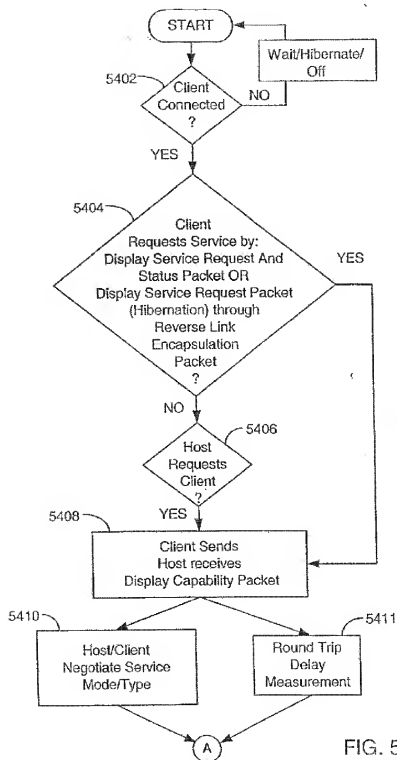 START
Wait/Hibernate/
Off
5402
Client
Connected
?
NO
YES
5404
Client
Requests Service by:
Display Service Request And
Status Packet OR
Display Service Request Packet
(Hibernation) through
Reverse Link
Encapsulation
Packet
?
YES
NO
5406
Host
Requests
Client
?
YES
5408
Client Sends
Host receives
Display Capability Packet
5410
Host/Client
Negotiate Service
Mode/Type
5411
Round Trip
Delay
Measurement
A
FIG. 5